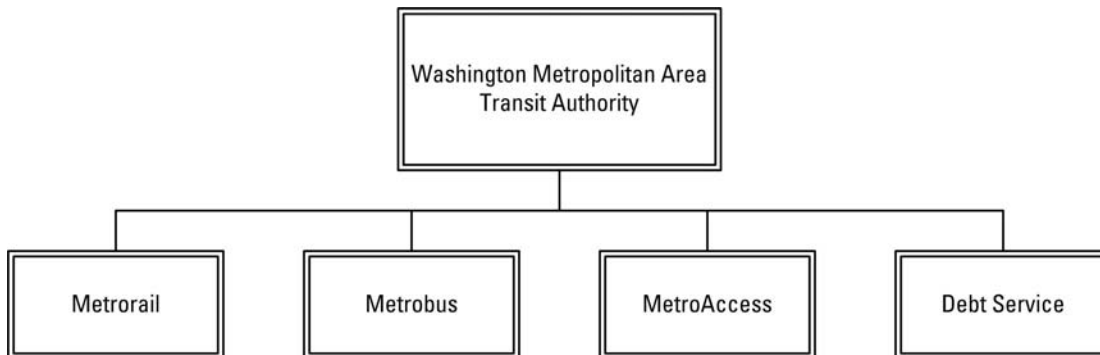 Washington Metropolitan Area
Transit Authority
Metrorail
Metrobus
MetroAccess
Debt Service